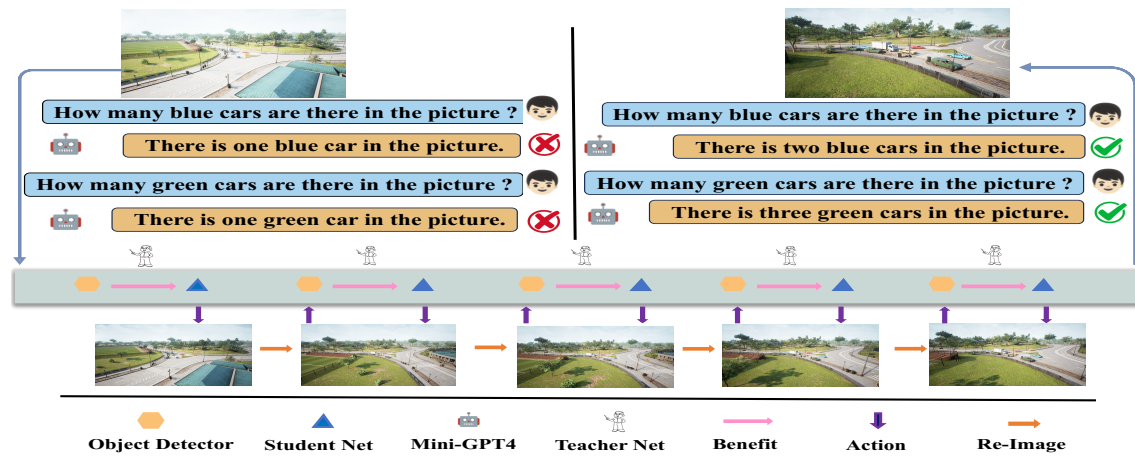 How many blue cars are there in the picture ?
There is one blue car in the picture.
How many green cars are there in the picture ?
There is one green car in the picture.
How many blue cars are there in the picture ?
There is two blue cars in the picture.
How many green cars are there in the picture ?
There is three green cars in the picture.
Object Detector
Student Net
Mini-GPT4
Teacher Net
Benefit
Action
Re-Image